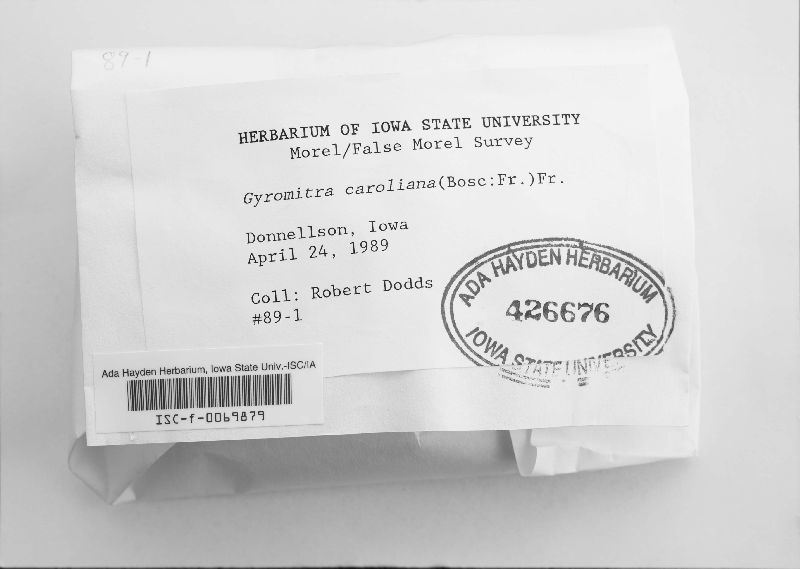 89-1
HERBARIUM OF IOWA STATE UNIVERSITY
Morel/False Morel Survey
Gyromitra caroliana(Bosc:Fr.)Fr.
Donnellson, Iowa
April 24, 1989
Coll: Robert Dodds
#89-1
ADA HAYDEN HERBARIUM
426676
IOWA STATE UNIVERSITY
Ada Hayden Herbarium, Iowa State Univ.-ISC/IA
ISC-f-0069879